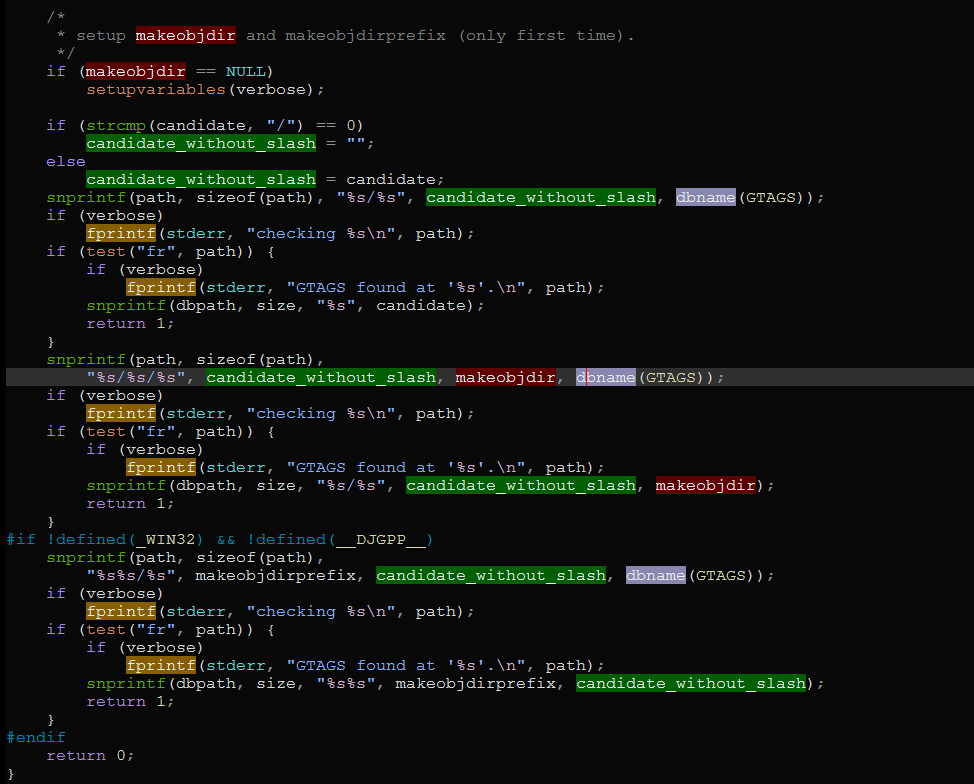 /*
 * setup makeobjdir and makeobjdirprefix (only first time).
 */
if (makeobjdir == NULL)
    setupvariables(verbose);

if (strcmp(candidate, "/") == 0)
    candidate_without_slash = "";
else
    candidate_without_slash = candidate;
snprintf(path, sizeof(path), "%s/%s", candidate_without_slash, dbname(GTAGS));
if (verbose)
    fprintf(stderr, "checking %s\n", path);
if (test("fr", path)) {
    if (verbose)
        fprintf(stderr, "GTAGS found at '%s'.\n", path);
    snprintf(dbpath, size, "%s", candidate);
    return 1;
}
snprintf(path, sizeof(path),
    "%s/%s/%s", candidate_without_slash, makeobjdir, dbname(GTAGS));
if (verbose)
    fprintf(stderr, "checking %s\n", path);
if (test("fr", path)) {
    if (verbose)
        fprintf(stderr, "GTAGS found at '%s'.\n", path);
    snprintf(dbpath, size, "%s/%s", candidate_without_slash, makeobjdir);
    return 1;
}
#if !defined(_WIN32) && !defined(__DJGPP__)
snprintf(path, sizeof(path),
    "%s%s/%s", makeobjdirprefix, candidate_without_slash, dbname(GTAGS));
if (verbose)
    fprintf(stderr, "checking %s\n", path);
if (test("fr", path)) {
    if (verbose)
        fprintf(stderr, "GTAGS found at '%s'.\n", path);
    snprintf(dbpath, size, "%s%s", makeobjdirprefix, candidate_without_slash);
    return 1;
}
#endif
return 0;
}